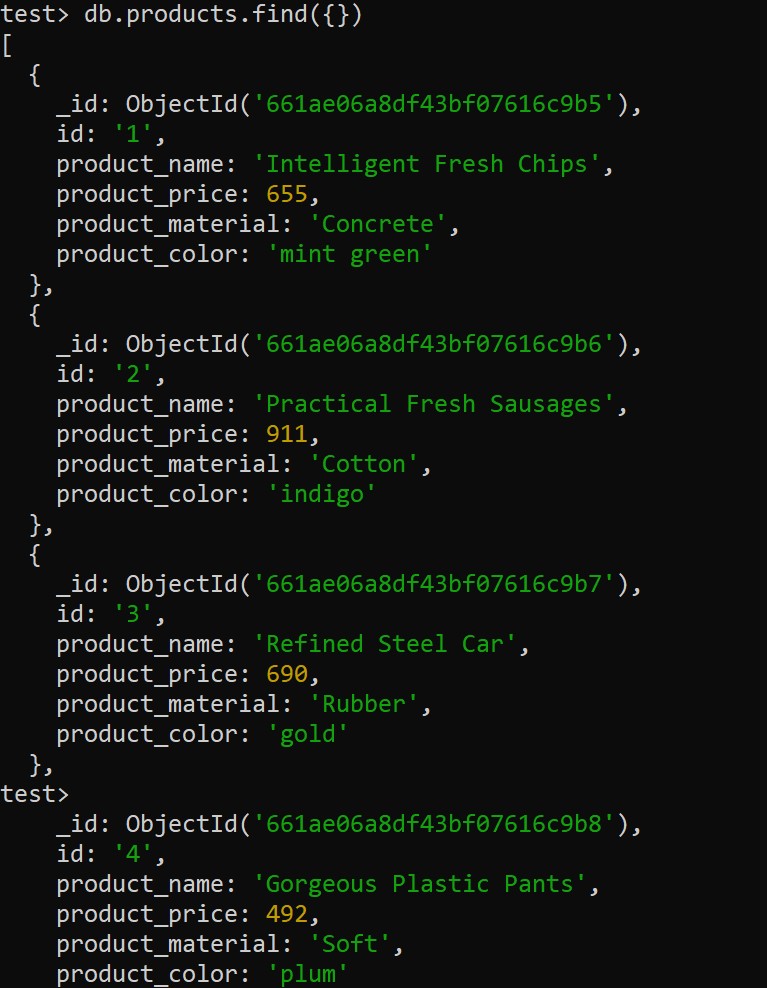 test> db.products.find({})
[
  {
    _id: ObjectId('661ae06a8df43bf07616c9b5'),
    id: '1',
    product_name: 'Intelligent Fresh Chips',
    product_price: 655,
    product_material: 'Concrete',
    product_color: 'mint green'
  },
  {
    _id: ObjectId('661ae06a8df43bf07616c9b6'),
    id: '2',
    product_name: 'Practical Fresh Sausages',
    product_price: 911,
    product_material: 'Cotton',
    product_color: 'indigo'
  },
  {
    _id: ObjectId('661ae06a8df43bf07616c9b7'),
    id: '3',
    product_name: 'Refined Steel Car',
    product_price: 690,
    product_material: 'Rubber',
    product_color: 'gold'
  },
test>
    _id: ObjectId('661ae06a8df43bf07616c9b8'),
    id: '4',
    product_name: 'Gorgeous Plastic Pants',
    product_price: 492,
    product_material: 'Soft',
    product_color: 'plum'